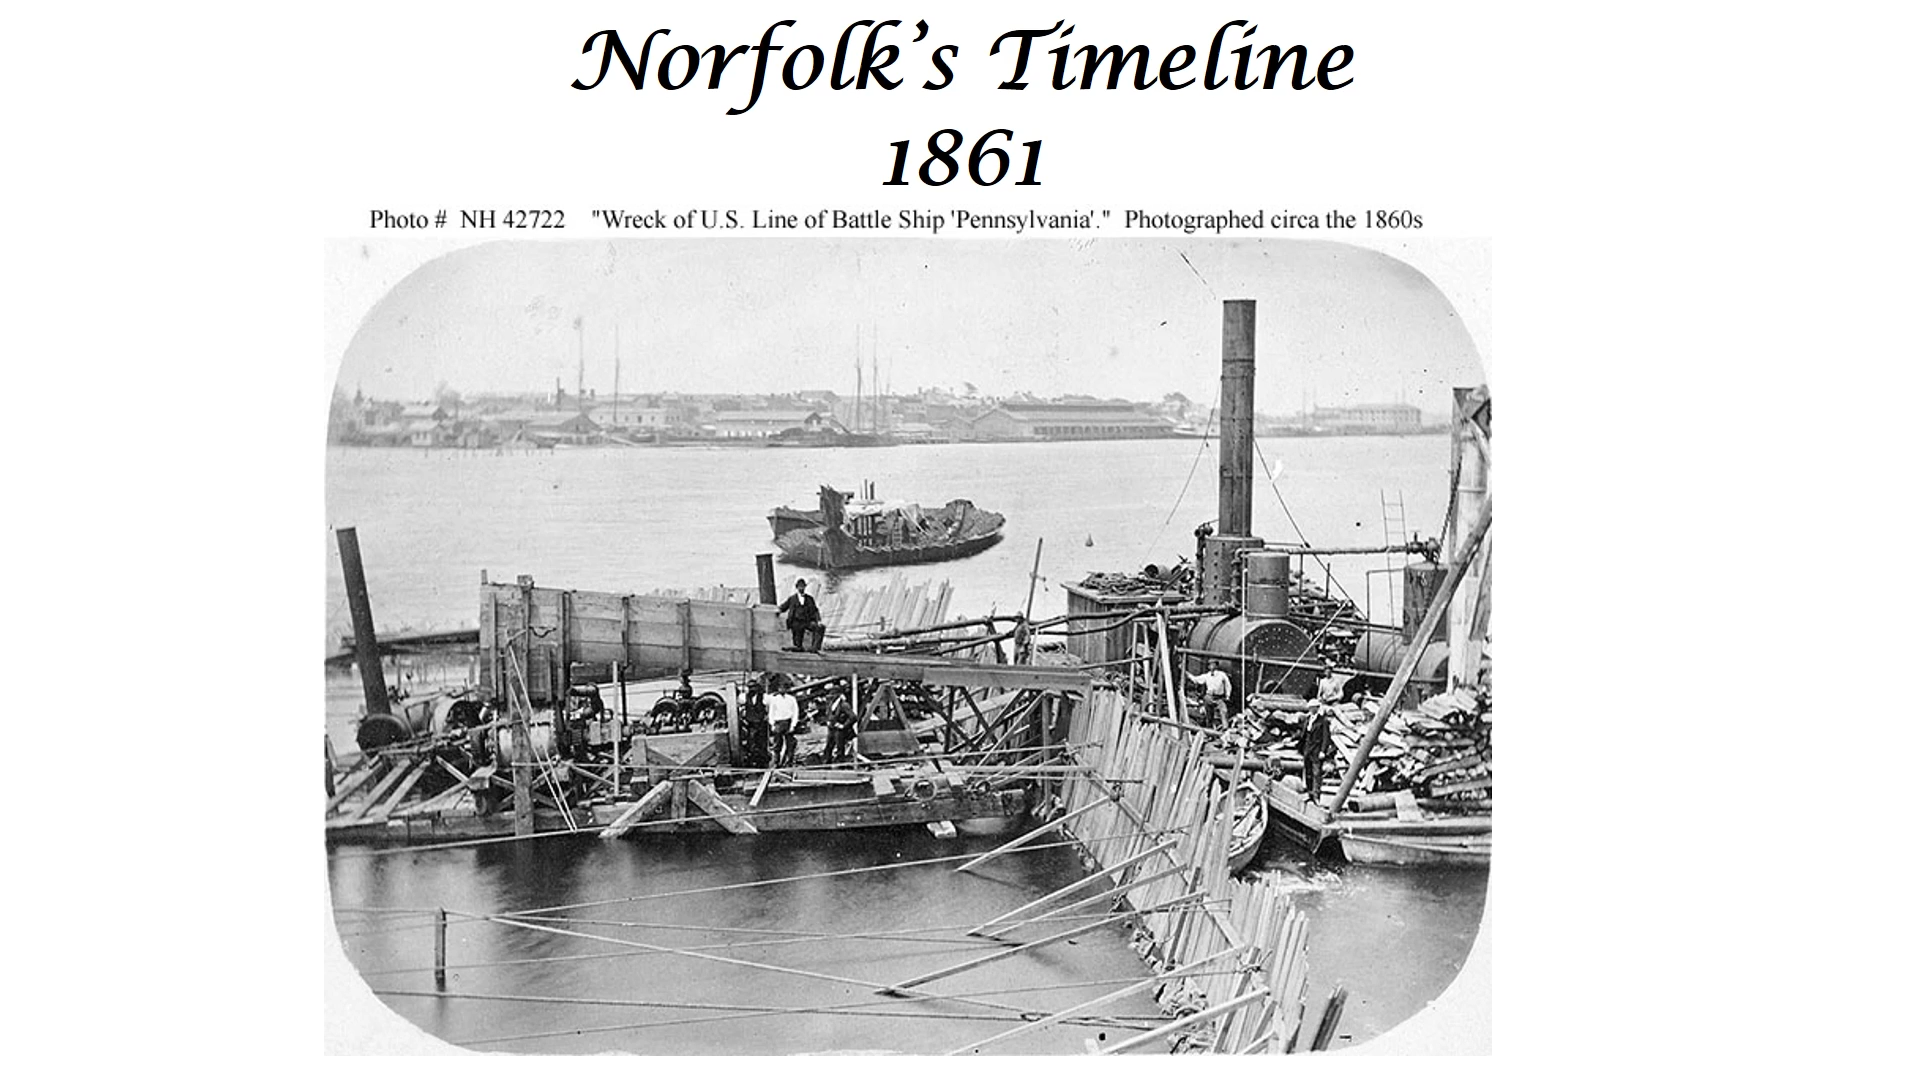 Norfolk’s Timeline
1861
Photo # NH 42722 "Wreck of U.S. Line of Battle Ship 'Pennsylvania'." Photographed circa the 1860s